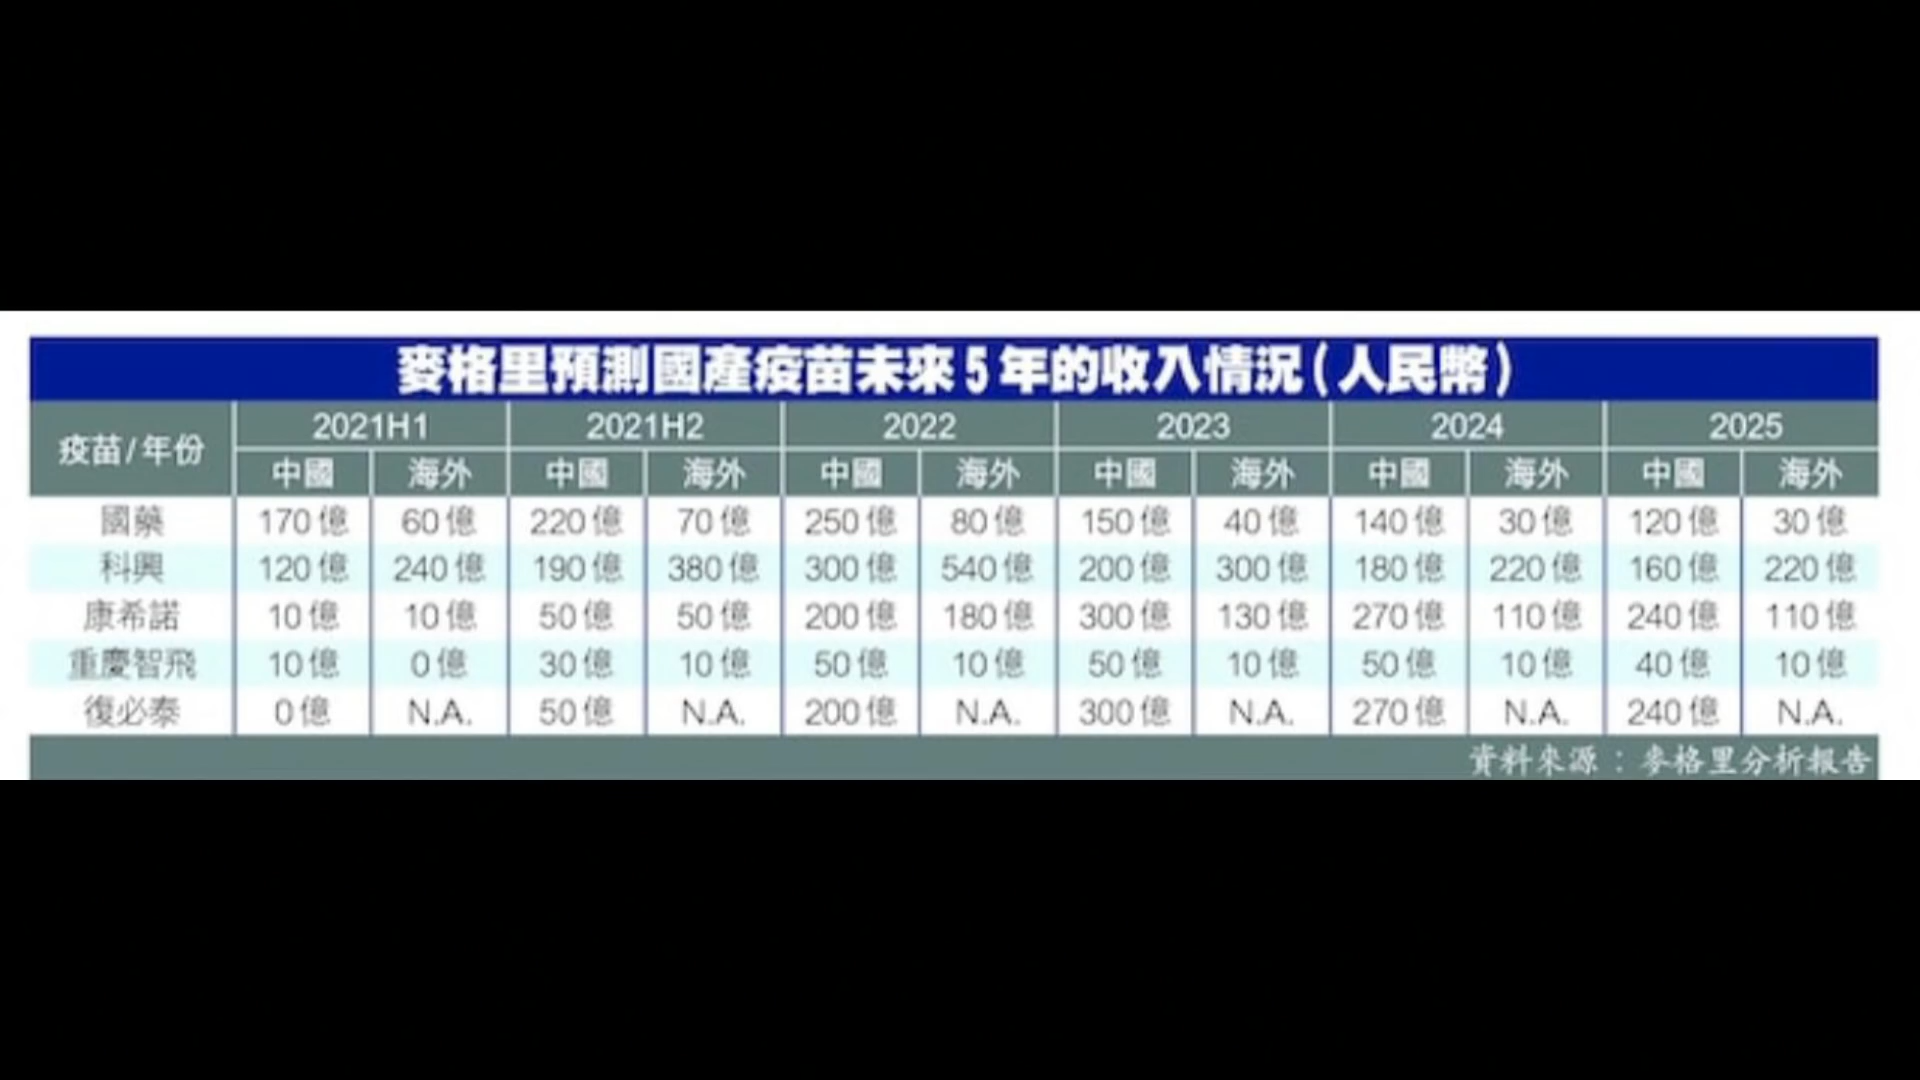 麥格里預測國產疫苗未來5年的收入情況(人民幣)
疫苗/年份 2021H1 2021H2 2022 2023 2024 2025
中國 海外 中國 海外 中國 海外 中國 海外 中國 海外 中國 海外
國藥 170億 60億 220億 70億 250億 80億 150億 40億 140億 30億 120億 30億
科興 120億 240億 190億 380億 300億 540億 200億 300億 180億 220億 160億 220億
康希諾 10億 10億 50億 50億 200億 180億 300億 130億 270億 110億 240億 110億
重慶智飛 10億 0億 30億 10億 50億 10億 50億 10億 50億 10億 40億 10億
復必泰 0億 N.A. 50億 N.A. 200億 N.A. 300億 N.A. 270億 N.A. 240億 N.A.
資料來源：麥格里分析報告